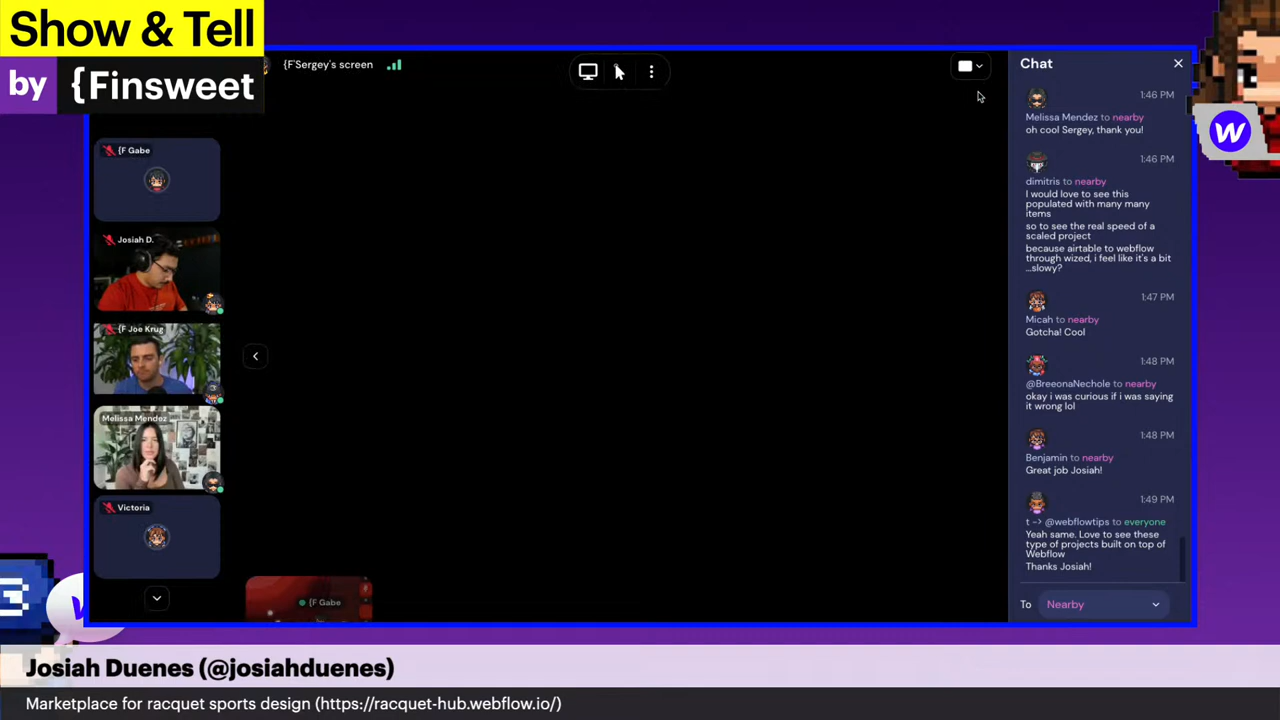 Show & Tell
by {Finsweet
{F'Sergey's screen
{F Gabe
Josiah D.
{F Joe Krug
Melissa Mendez
Victoria
{F Gabe
Chat
1:46 PM
Melissa Mendez to nearby
oh cool Sergey, thank you!
1:46 PM
dimitris to nearby
I would love to see this
populated with many many
items
so to see the real speed of a
scaled project
because airtable to webflow
through wized, i feel like it's a bit
...slowy?
1:47 PM
Micah to nearby
Gotcha! Cool
1:48 PM
@BreeonaNechole to nearby
okay i was curious if i was saying
it wrong lol
1:48 PM
Benjamin to nearby
Great job Josiah!
1:49 PM
t -> @webflowtips to everyone
Yeah same. Love to see these
type of projects built on top of
Webflow
Thanks Josiah!
To Nearby
Josiah Duenes (@josiahduenes)
Marketplace for racquet sports design (https://racquet-hub.webflow.io/)